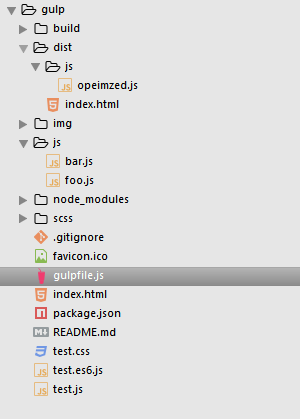 gulp
build
dist
js
opeimzed.js
index.html
img
js
bar.js
foo.js
node_modules
scss
.gitignore
favicon.ico
gulpfile.js
index.html
package.json
README.md
test.css
test.es6.js
test.js